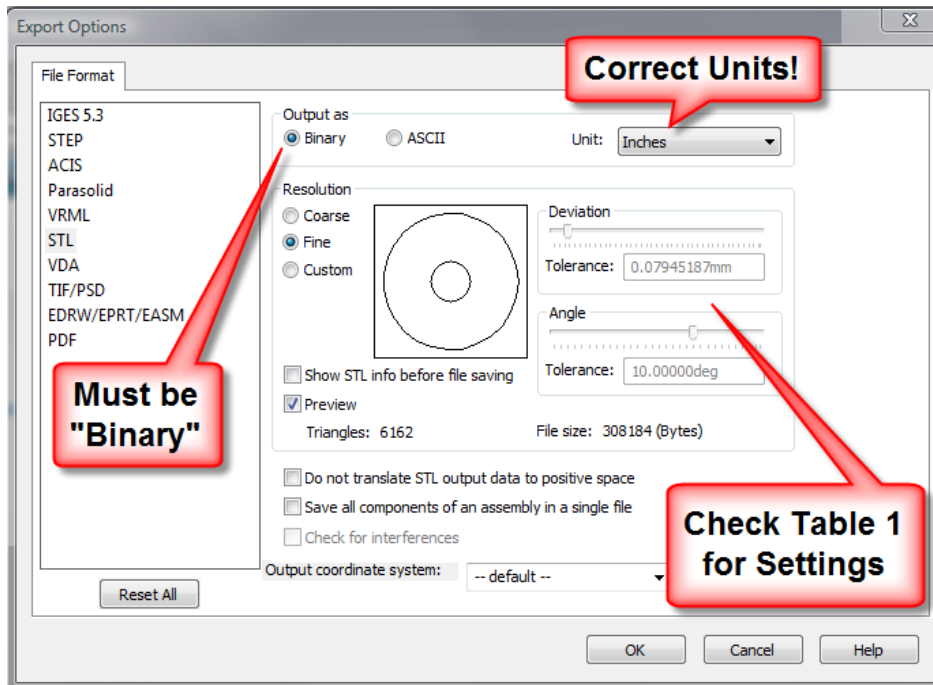 Export Options
File Format
IGES 5.3
STEP
ACIS
Parasolid
VRML
STL
VDA
TIF/PSD
EDRW/EPRT/EASM
PDF
Reset All
Correct Units!
Output as
Binary
ASCII
Unit:
Inches
Resolution
Coarse
Fine
Custom
Deviation
Tolerance:
0.07945187mm
Angle
Tolerance:
10.00000deg
Show STL info before file saving
Preview
Triangles: 6162
File size: 308184 (Bytes)
Must be
"Binary"
Do not translate STL output data to positive space
Save all components of an assembly in a single file
Check for interferences
Output coordinate system:
-- default --
Check Table 1
for Settings
OK
Cancel
Help